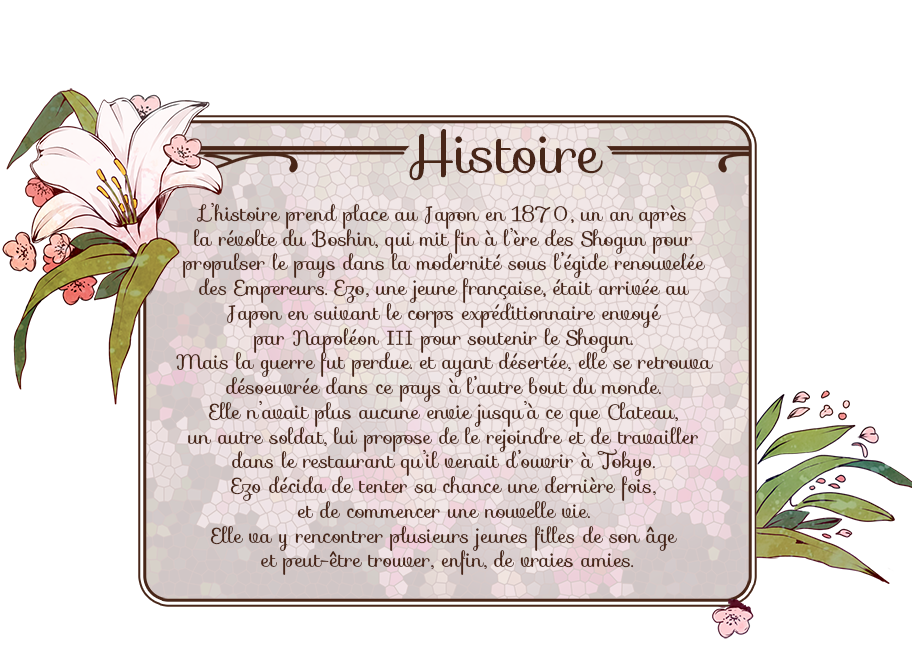 Histoire
L'histoire prend place au Japon en 1870, un an après
la révolte du Boshin, qui mit fin à l'ère des Shogun pour
propulser le pays dans la modernité sous l'égide renouvelée
des Empereurs. Ezo, une jeune française, était arrivée au
Japon en suivant le corps expéditionnaire envoyé
par Napoléon III pour soutenir le Shogun.
Mais la guerre fut perdue. et ayant désertée, elle se retrouva
désoeuvrée dans ce pays à l'autre bout du monde.
Elle n'avait plus aucune envie jusqu'à ce que Clateau,
un autre soldat, lui propose de le rejoindre et de travailler
dans le restaurant qu'il venait d'ouvrir à Tokyo.
Ezo décida de tenter sa chance une dernière fois,
et de commencer une nouvelle vie.
Elle va y rencontrer plusieurs jeunes filles de son âge
et peut-être trouver, enfin, de vraies amies.